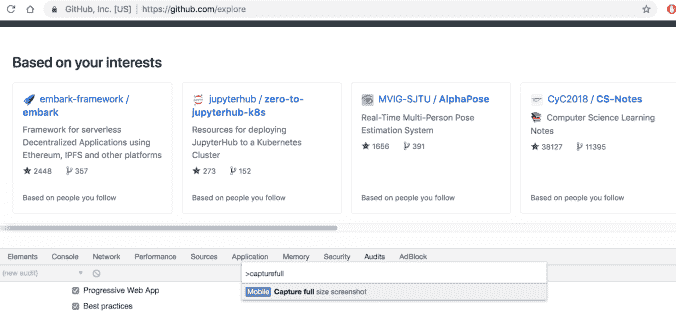 GitHub, Inc. [US] | https://github.com/explore
Based on your interests
embark-framework /
embark
Framework for serverless
Decentralized Applications using
Ethereum, IPFS and other platforms
2448 357
Based on people you follow
jupyterhub / zero-to-
jupyterhub-k8s
Resources for deploying
JupyterHub to a Kubernetes
Cluster
273 152
Based on people you follow
MVIG-SJTU / AlphaPose
Real-Time Multi-Person Pose
Estimation System
1666 391
Based on people you follow
CyC2018 / CS-Notes
Computer Science Learning
Notes
38127 11395
Based on people you follow
Elements Console Network Performance Sources Application Memory Security Audits AdBlock
(new audit)
>capturefull
Mobile Capture full size screenshot
Progressive Web App
Best practices